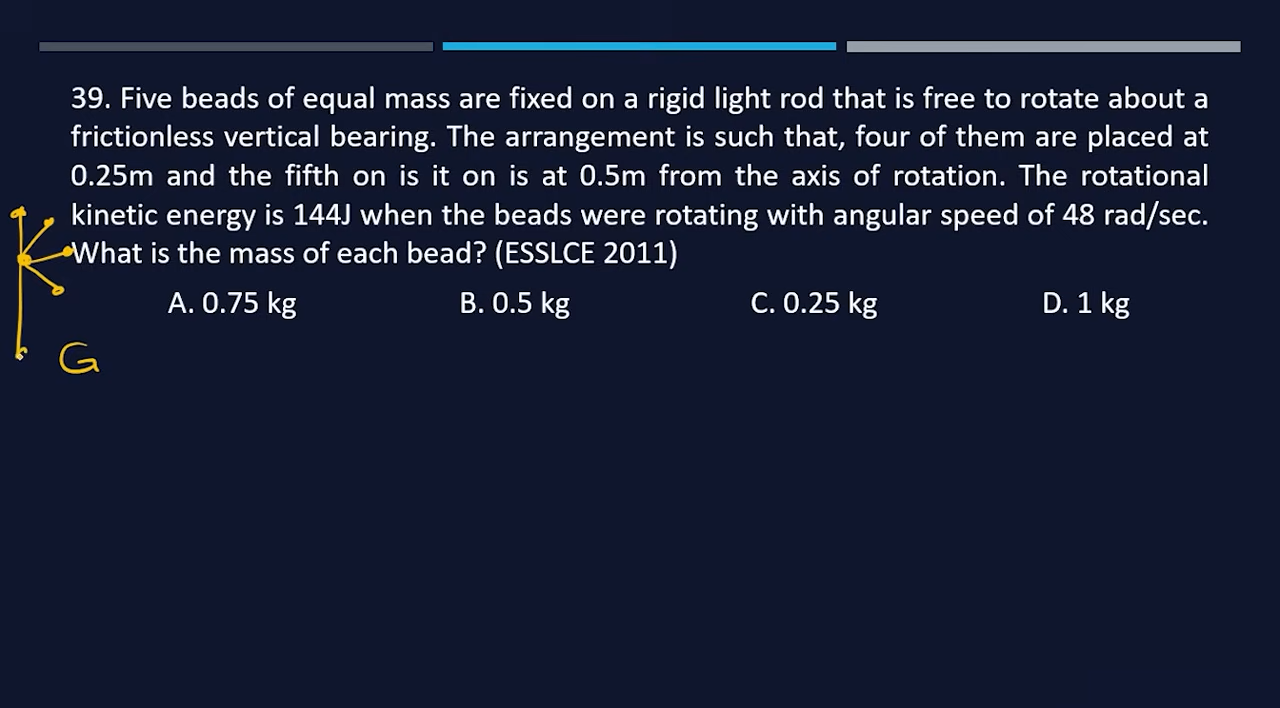 39. Five beads of equal mass are fixed on a rigid light rod that is free to rotate about a
frictionless vertical bearing. The arrangement is such that, four of them are placed at
0.25m and the fifth on is it on is at 0.5m from the axis of rotation. The rotational
kinetic energy is 144J when the beads were rotating with angular speed of 48 rad/sec.
What is the mass of each bead? (ESSLCE 2011)
A. 0.75 kg B. 0.5 kg C. 0.25 kg D. 1 kg
G